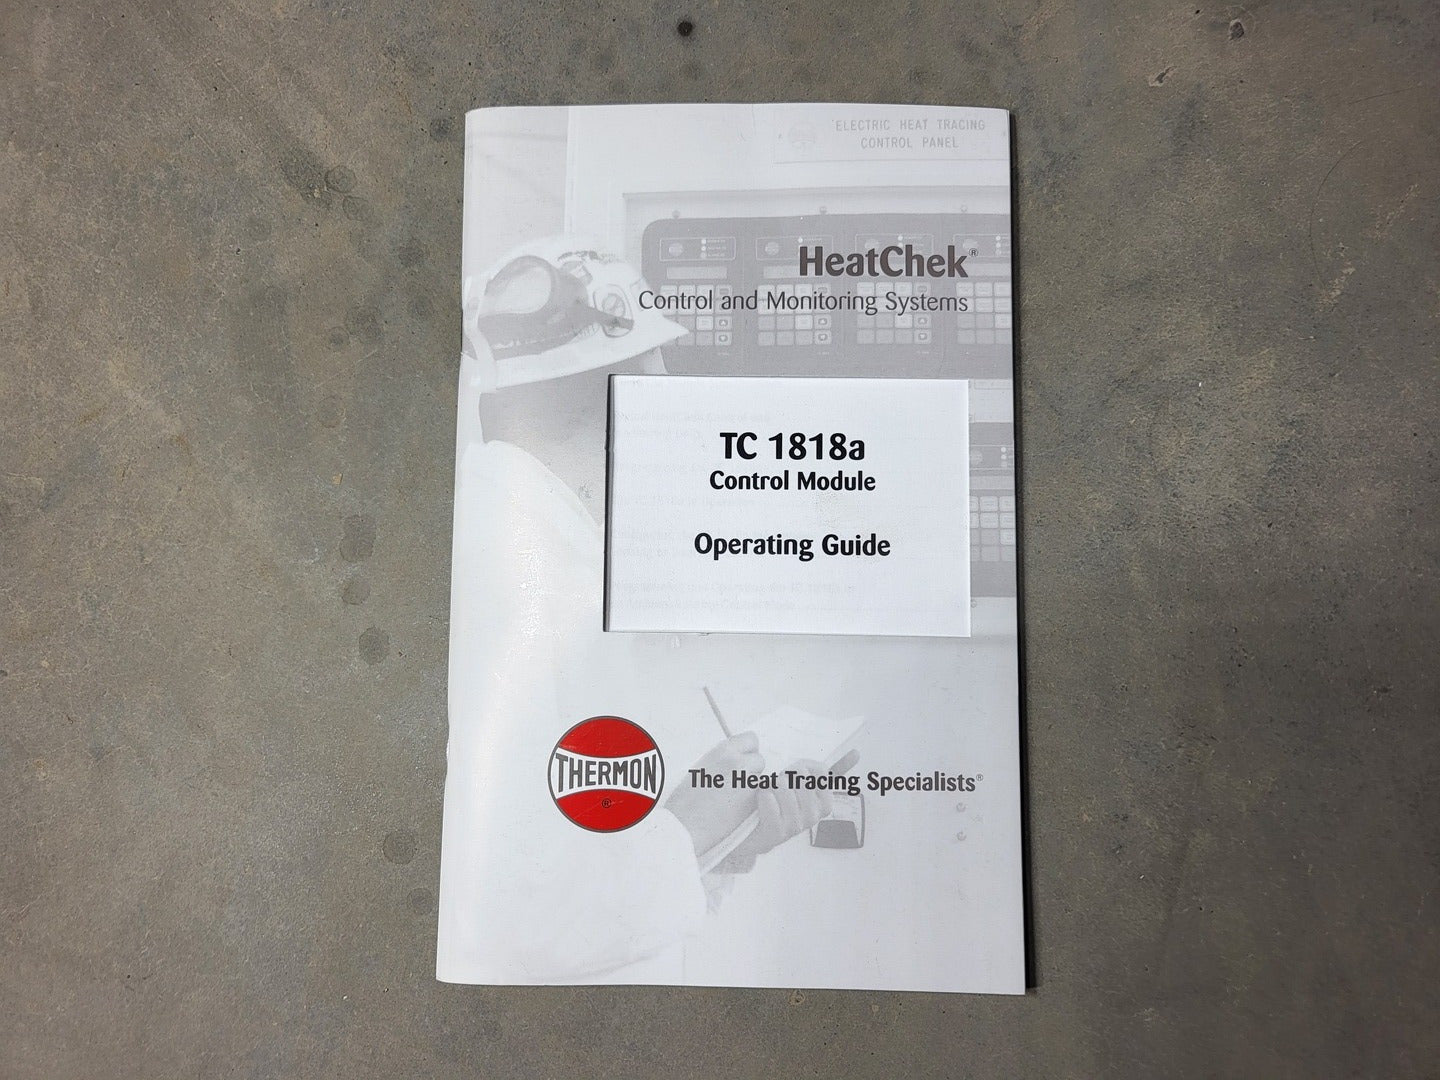 ELECTRIC HEAT TRACING
CONTROL PANEL
HeatChek®
Control and Monitoring Systems
TC 1818a
Control Module
Operating Guide
THERMON
®
The Heat Tracing Specialists®